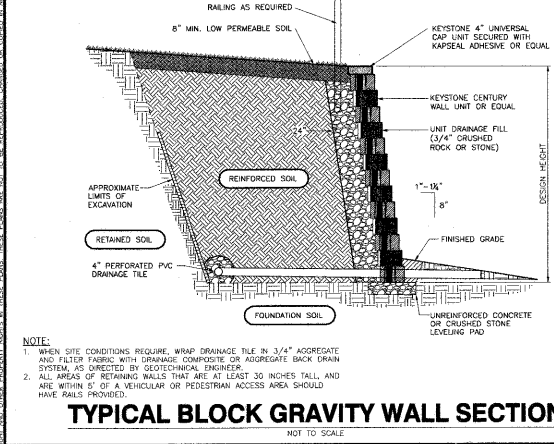 RAILING AS REQUIRED
8" MIN. LOW PERMEABLE SOIL
KEYSTONE 4" UNIVERSAL
CAP UNIT SECURED WITH
KAPSEAL ADHESIVE OR EQUAL
KEYSTONE CENTURY
WALL UNIT OR EQUAL
24"
UNIT DRAINAGE FILL
(3/4" CRUSHED
ROCK OR STONE)
DESIGN HEIGHT
REINFORCED SOIL
1"-1¼"
8"
APPROXIMATE
LIMITS OF
EXCAVATION
RETAINED SOIL
FINISHED GRADE
4" PERFORATED PVC
DRAINAGE TILE
FOUNDATION SOIL
UNREINFORCED CONCRETE
OR CRUSHED STONE
LEVELING PAD
NOTE:
1. WHEN SITE CONDITIONS REQUIRE, WRAP DRAINAGE TILE IN 3/4" AGGREGATE
AND FILTER FABRIC WITH DRAINAGE COMPOSITE OR AGGREGATE BACK DRAIN
SYSTEM, AS DIRECTED BY GEOTECHNICAL ENGINEER.
2. ALL AREAS OF RETAINING WALLS THAT ARE AT LEAST 30 INCHES TALL, AND
ARE WITHIN 5' OF A VEHICULAR OR PEDESTRIAN ACCESS AREA SHOULD
HAVE RAILS PROVIDED.
TYPICAL BLOCK GRAVITY WALL SECTION
NOT TO SCALE